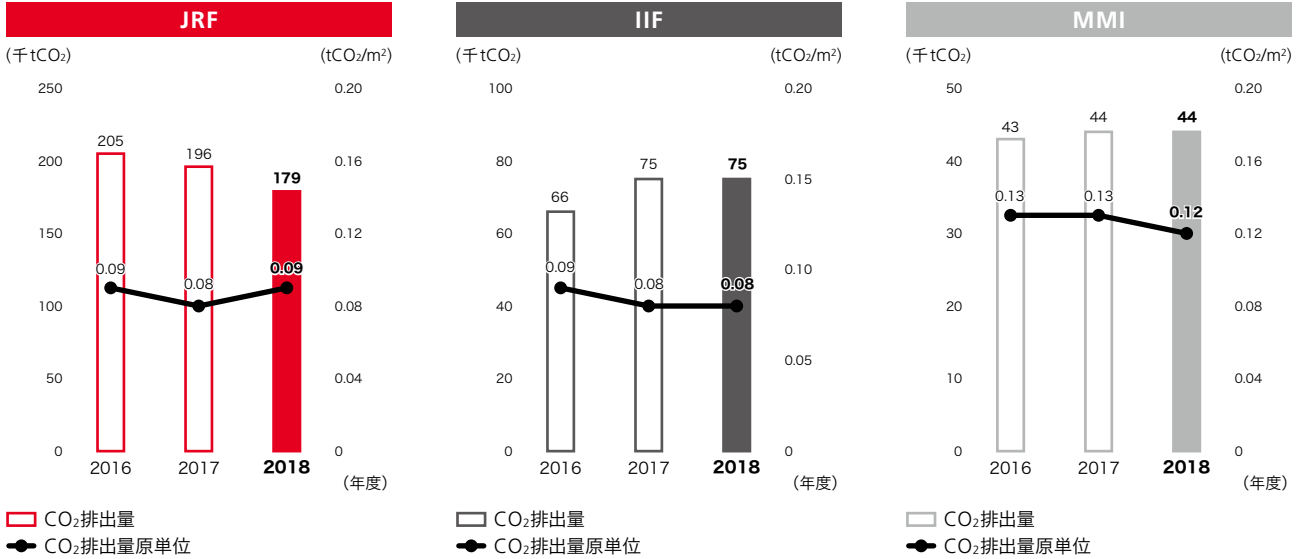 JRF
(千tCO₂) (tCO₂/m²)
250 0.20
205
200 196 0.16
179
150 0.12
0.09 0.08 0.09
100 0.08
50 0.04
0 0
2016 2017 2018
(年度)
CO₂排出量
CO₂排出量原単位
IIF
(千tCO₂) (tCO₂/m²)
100 0.20
80 75 75
0.15
66
60
0.09 0.08 0.08 0.10
40
0.05
20
0 0
2016 2017 2018
(年度)
CO₂排出量
CO₂排出量原単位
MMI
(千tCO₂) (tCO₂/m²)
50 0.20
43 44 44
40 0.16
0.13 0.13 0.12
30 0.12
20 0.08
10 0.04
0 0
2016 2017 2018
(年度)
CO₂排出量
CO₂排出量原単位